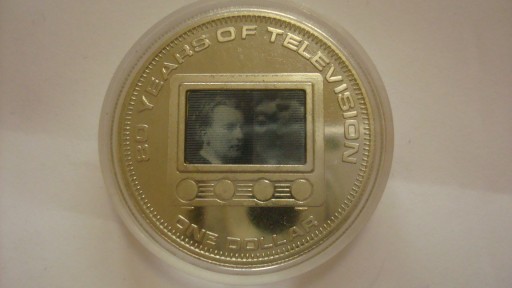 80 YEARS OF TELEVISION
ONE DOLLAR